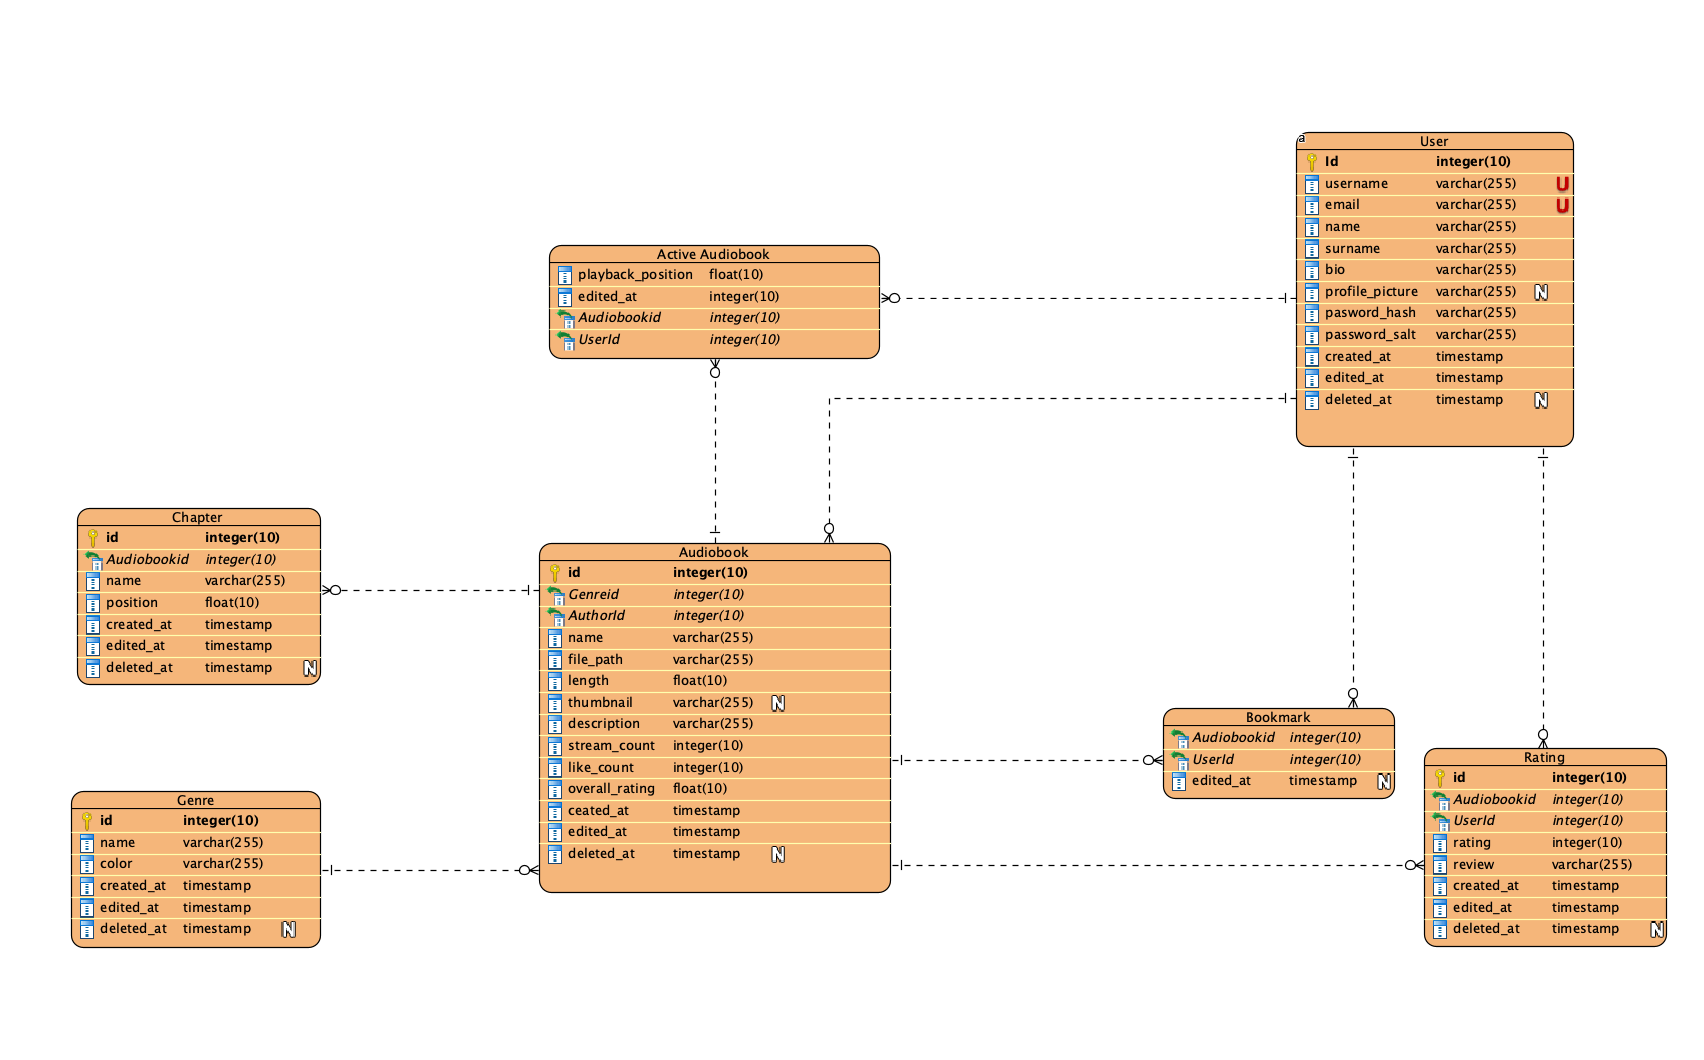 a
User
Id integer(10)
username varchar(255) U
email varchar(255) U
name varchar(255)
surname varchar(255)
bio varchar(255)
profile_picture varchar(255) N
pasword_hash varchar(255)
password_salt varchar(255)
created_at timestamp
edited_at timestamp
deleted_at timestamp N
Active Audiobook
playback_position float(10)
edited_at integer(10)
Audiobookid integer(10)
UserId integer(10)
Chapter
id integer(10)
Audiobookid integer(10)
name varchar(255)
position float(10)
created_at timestamp
edited_at timestamp
deleted_at timestamp N
Audiobook
id integer(10)
Genreid integer(10)
AuthorId integer(10)
name varchar(255)
file_path varchar(255)
length float(10)
thumbnail varchar(255) N
description varchar(255)
stream_count integer(10)
like_count integer(10)
overall_rating float(10)
ceated_at timestamp
edited_at timestamp
deleted_at timestamp N
Bookmark
Audiobookid integer(10)
UserId integer(10)
edited_at timestamp N
Rating
id integer(10)
Audiobookid integer(10)
UserId integer(10)
rating integer(10)
review varchar(255)
created_at timestamp
edited_at timestamp
deleted_at timestamp N
Genre
id integer(10)
name varchar(255)
color varchar(255)
created_at timestamp
edited_at timestamp
deleted_at timestamp N